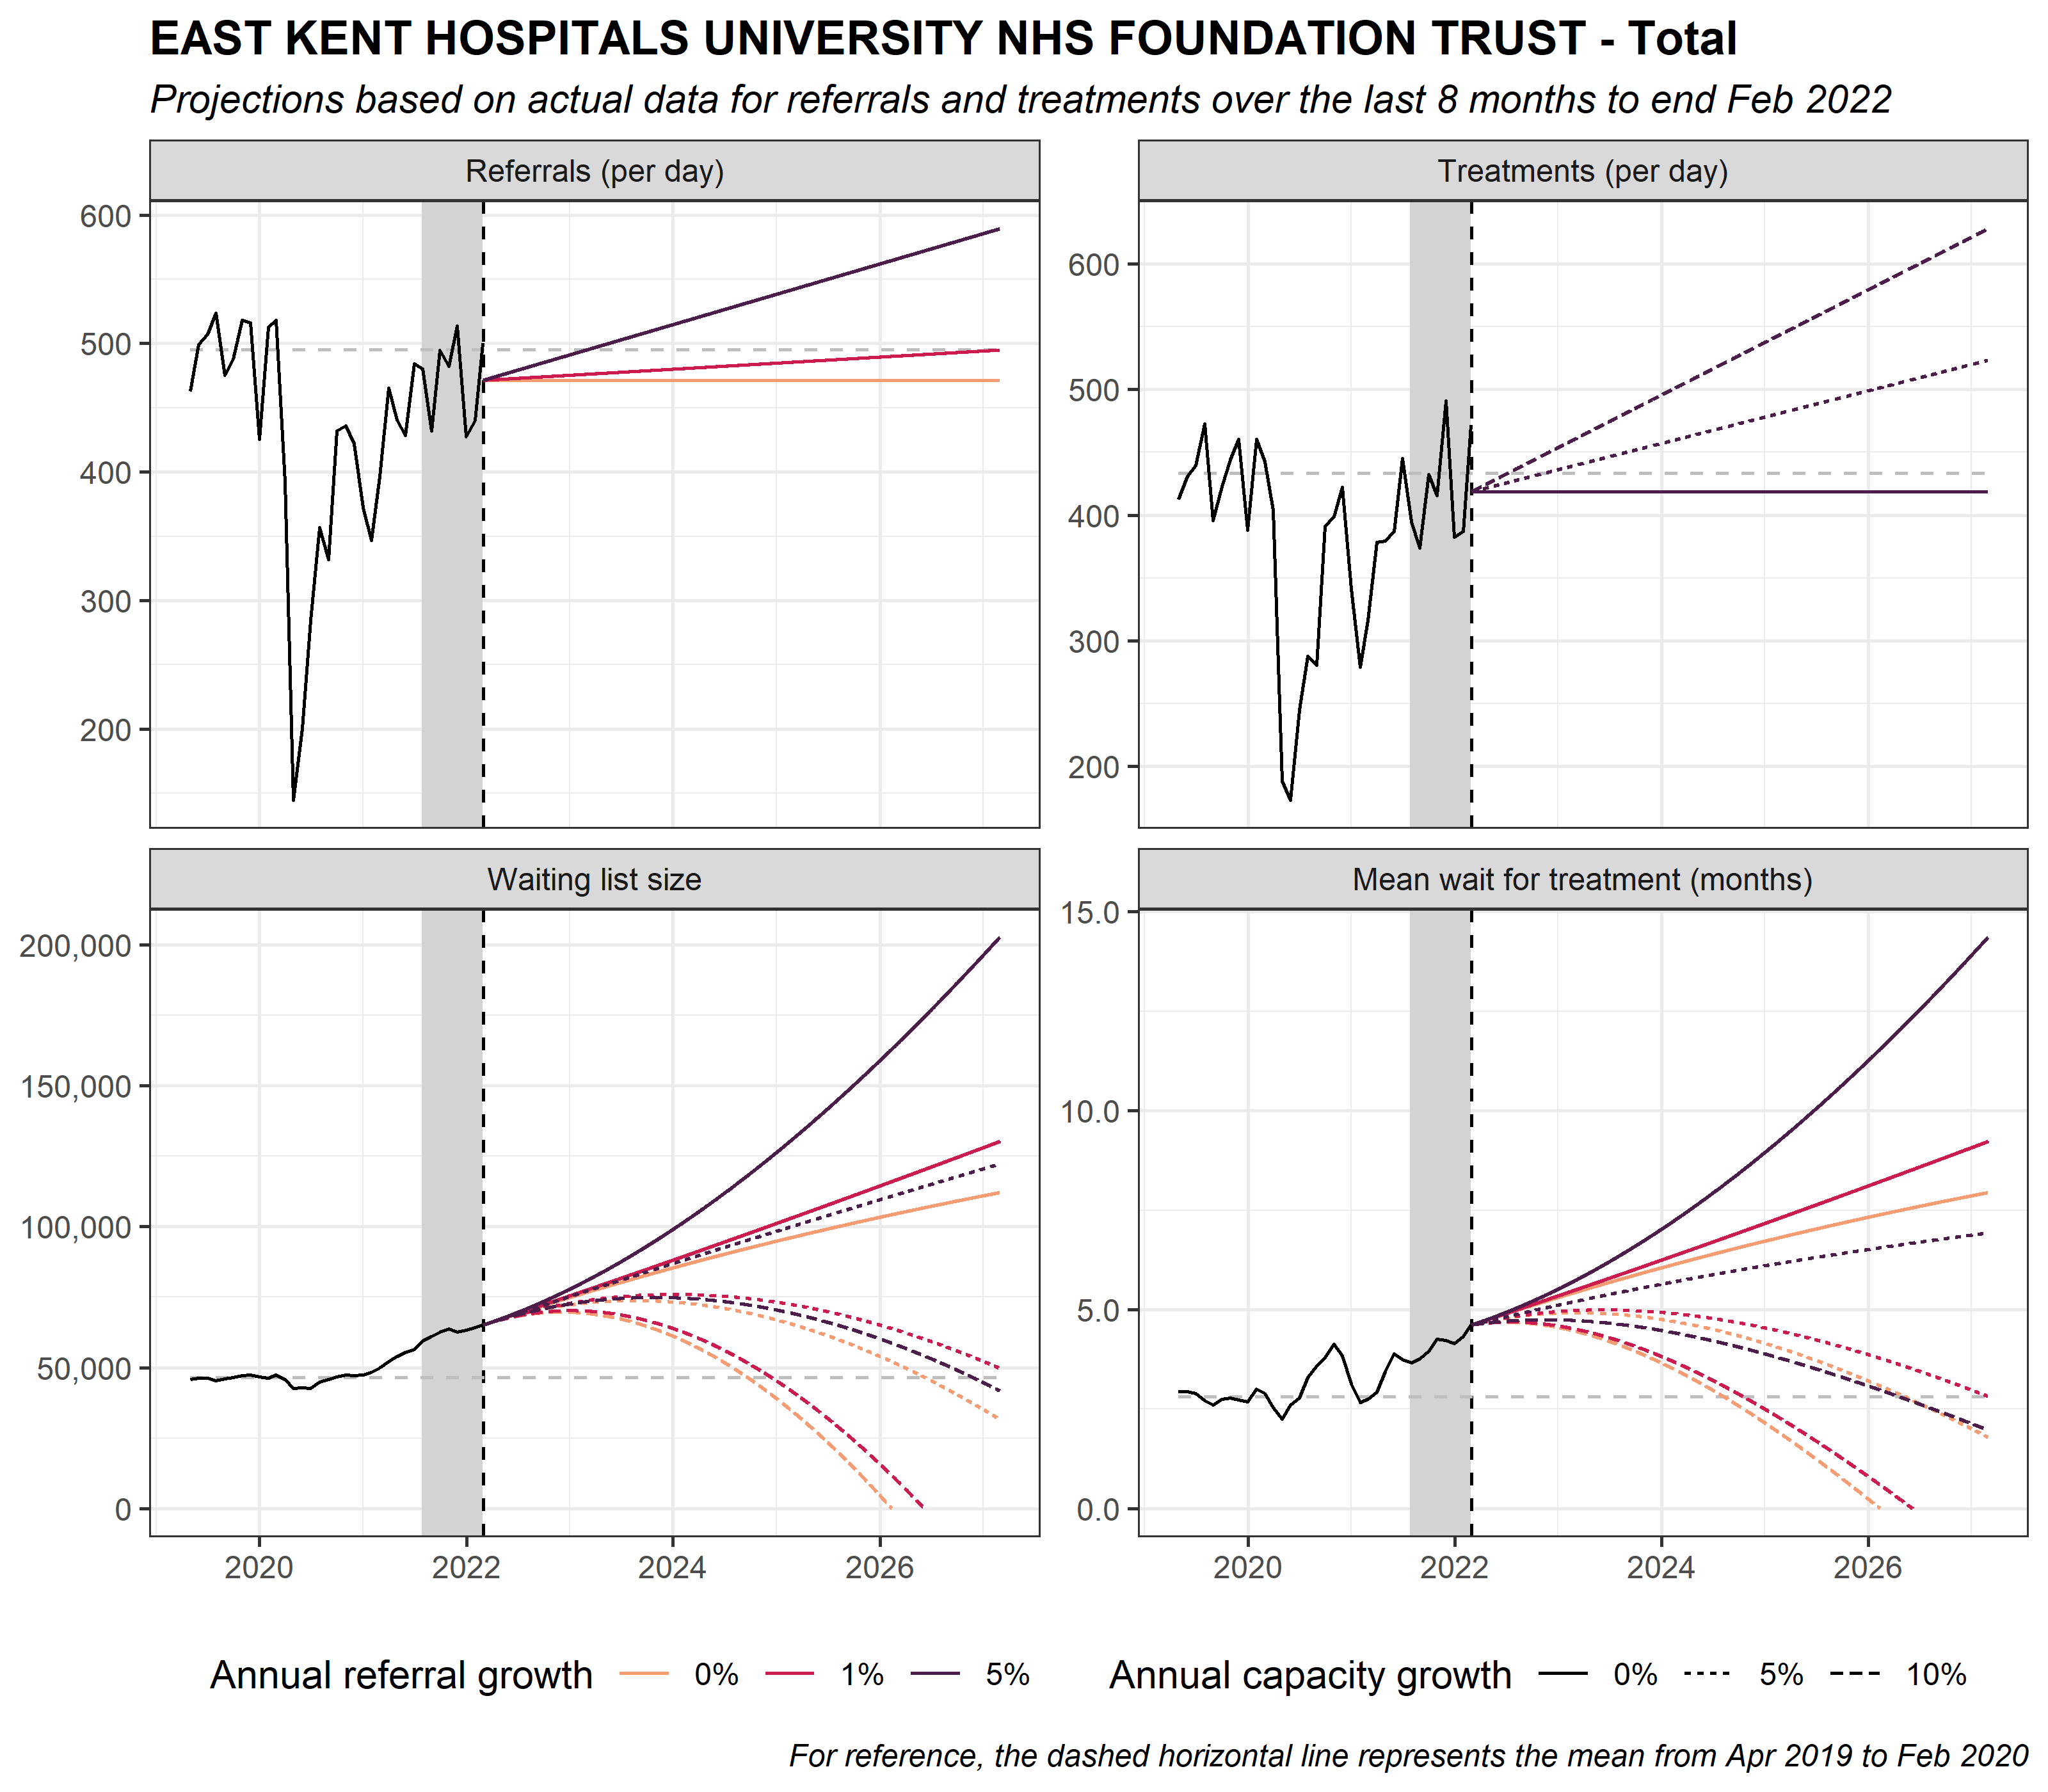 EAST KENT HOSPITALS UNIVERSITY NHS FOUNDATION TRUST - Total
Projections based on actual data for referrals and treatments over the last 8 months to end Feb 2022
Referrals (per day)
600
500
400
300
200
Treatments (per day)
600
500
400
300
200
Waiting list size
200,000
150,000
100,000
50,000
0
2020 2022 2024 2026
Mean wait for treatment (months)
15.0
10.0
5.0
0.0
2020 2022 2024 2026
Annual referral growth 0% 1% 5%
Annual capacity growth 0% 5% 10%
For reference, the dashed horizontal line represents the mean from Apr 2019 to Feb 2020